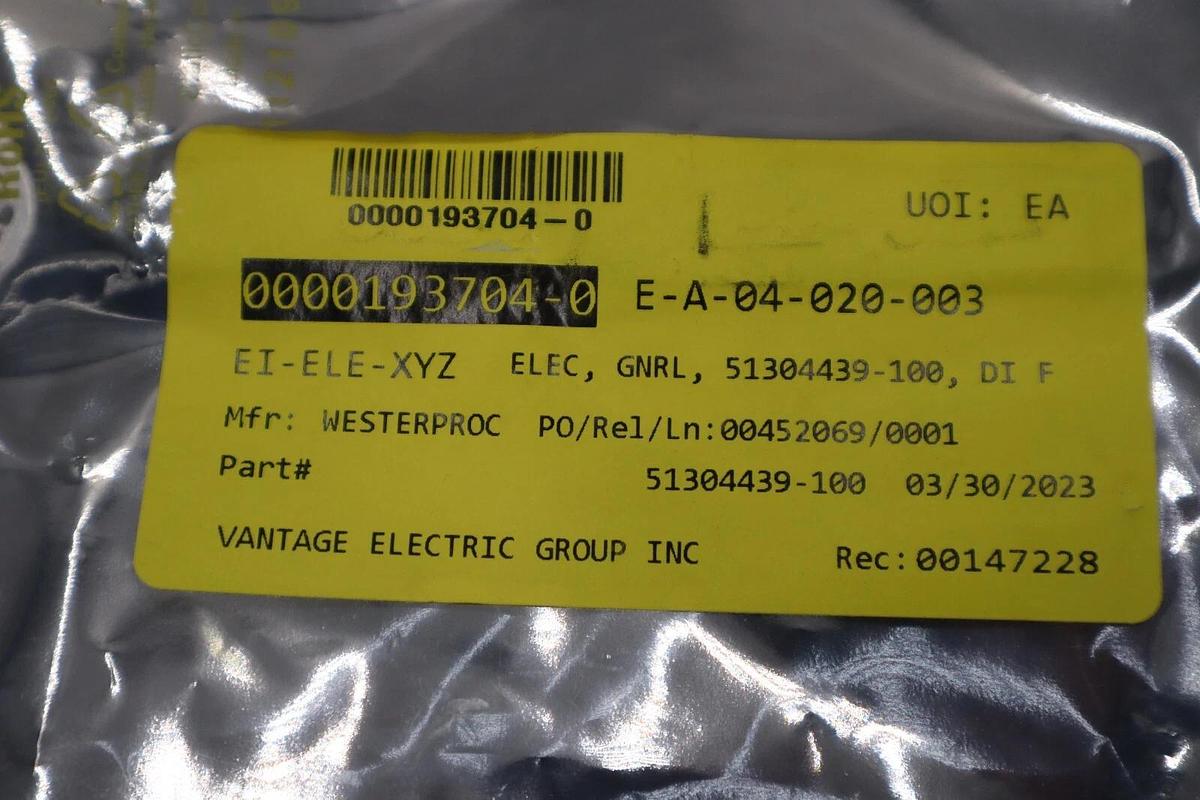 RoHS
0000193704-0
UOI: EA
0000193704-0 E-A-04-020-003
EI-ELE-XYZ ELEC, GNRL, 51304439-100, DI F
Mfr: WESTERPROC PO/Rel/Ln:00452069/0001
Part# 51304439-100 03/30/2023
VANTAGE ELECTRIC GROUP INC Rec:00147228